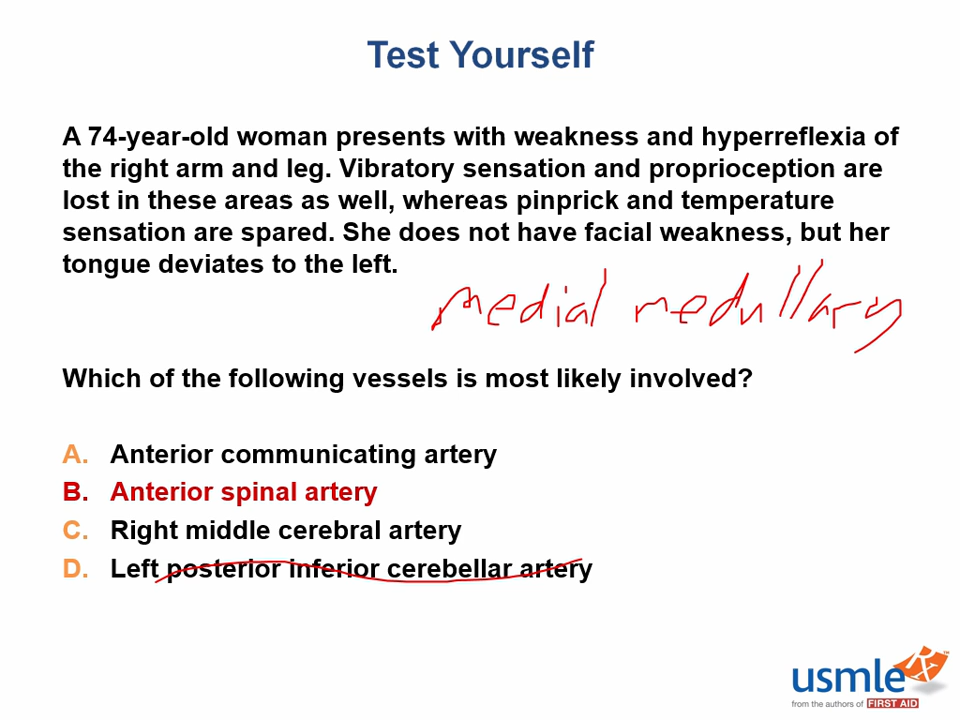 Test Yourself
A 74-year-old woman presents with weakness and hyperreflexia of
the right arm and leg. Vibratory sensation and proprioception are
lost in these areas as well, whereas pinprick and temperature
sensation are spared. She does not have facial weakness, but her
tongue deviates to the left.
medial medullary
Which of the following vessels is most likely involved?
A. Anterior communicating artery
B. Anterior spinal artery
C. Right middle cerebral artery
D. Left posterior inferior cerebellar artery
usmle Rx™
from the authors of FIRST AID